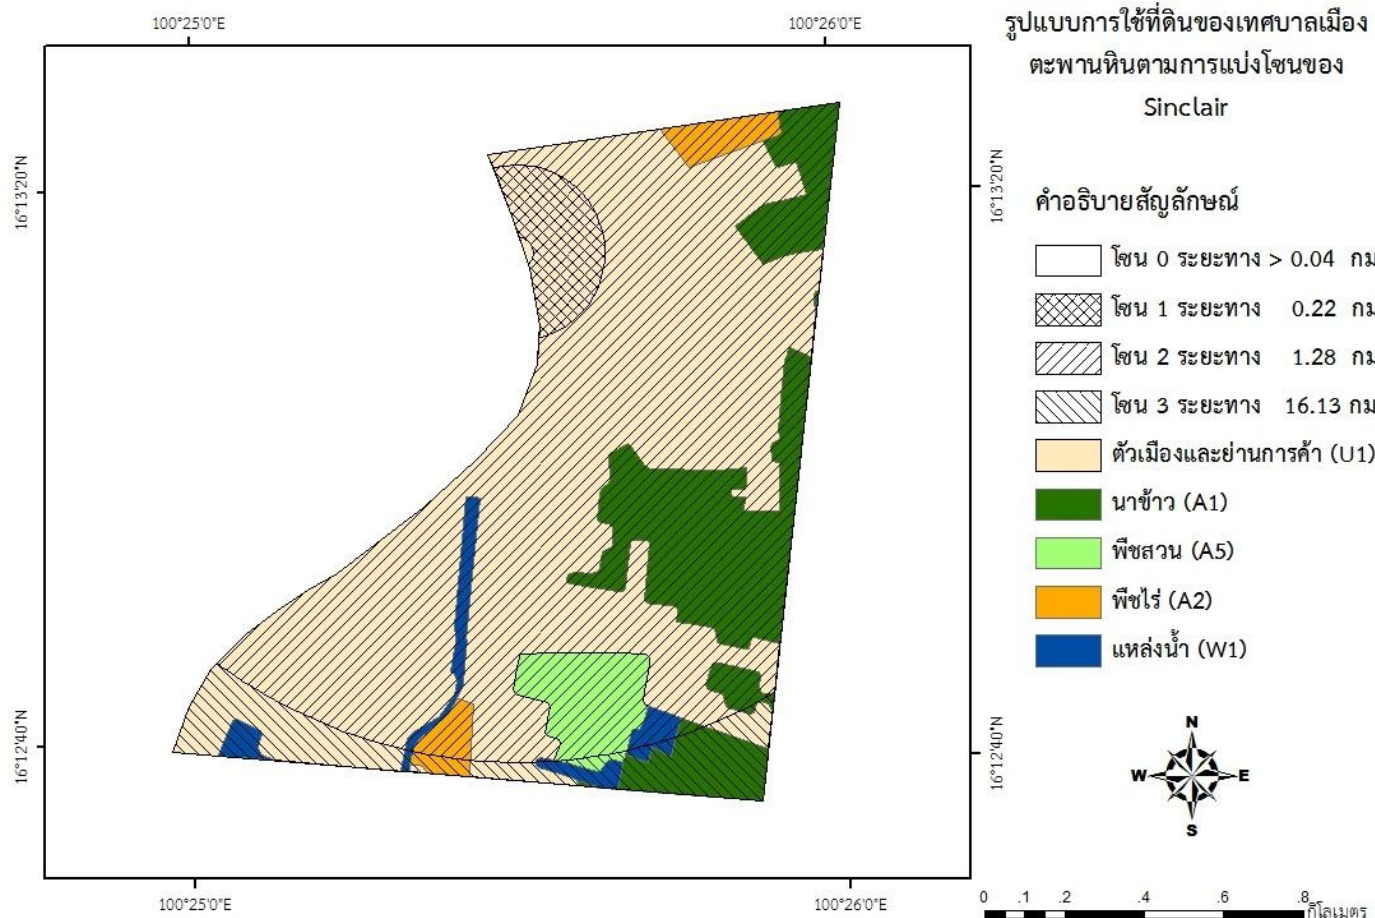 100°25'0"E
100°26'0"E
รูปแบบการใช้ที่ดินของเทศบาลเมือง
ตะพานหินตามการแบ่งโซนของ
Sinclair
16°13'20"N
16°13'20"N
คำอธิบายสัญลักษณ์
โซน 0 ระยะทาง > 0.04 กม
โซน 1 ระยะทาง 0.22 กม
โซน 2 ระยะทาง 1.28 กม
โซน 3 ระยะทาง 16.13 กม
ตัวเมืองและย่านการค้า (U1)
นาข้าว (A1)
พืชสวน (A5)
พืชไร่ (A2)
แหล่งน้ำ (W1)
16°12'40"N
16°12'40"N
N
W E
S
100°25'0"E
100°26'0"E
0 .1 .2 .4 .6 .8
กิโลเมตร